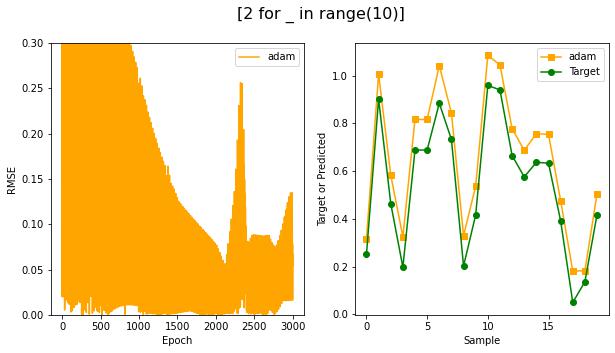 [2 for _ in range(10)]
0.30
0.25
0.20
0.15
0.10
0.05
0.00
RMSE
0 500 1000 1500 2000 2500 3000
Epoch
adam
1.0
0.8
0.6
0.4
0.2
0.0
Target or Predicted
0 5 10 15
Sample
adam
Target